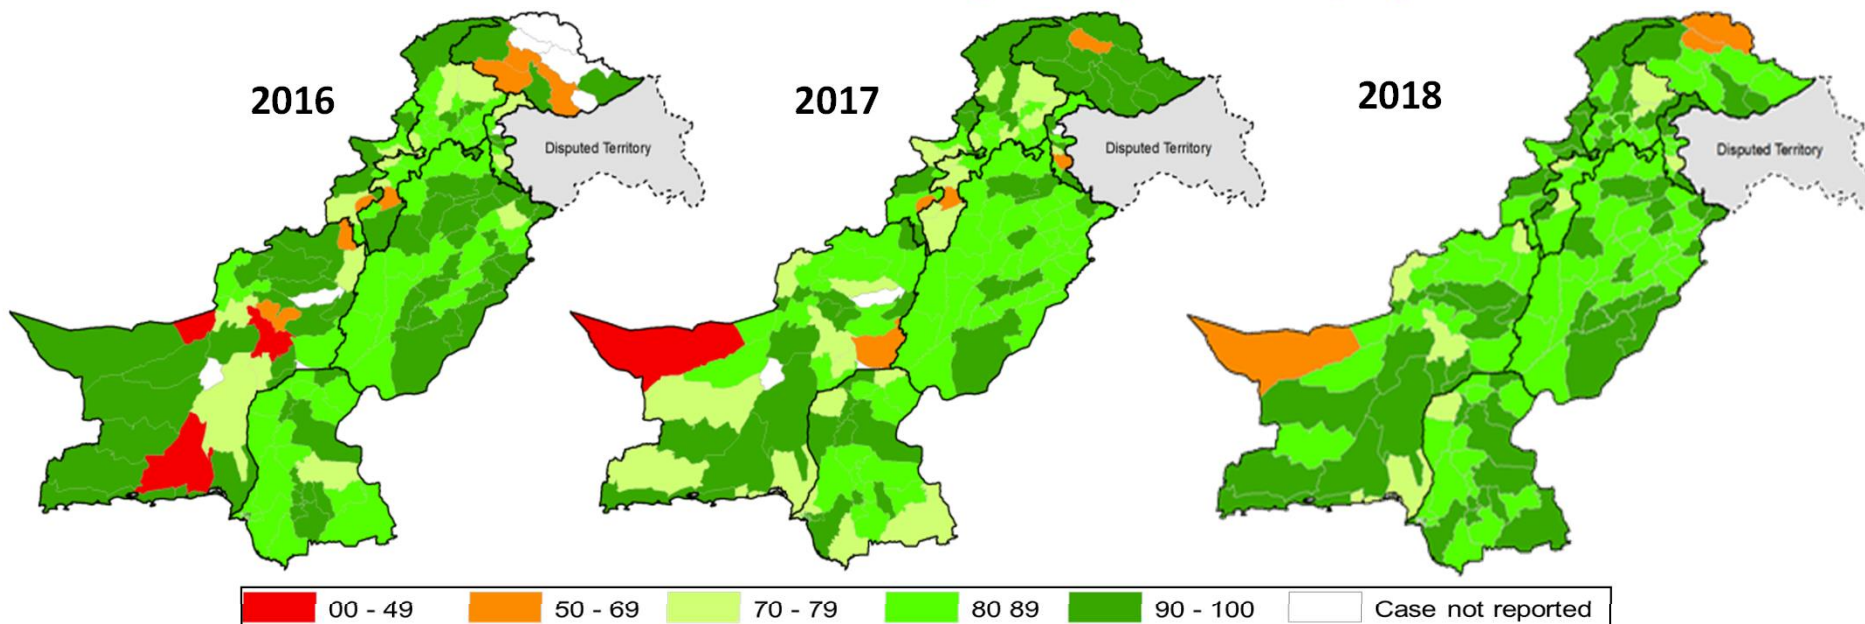 2016
2017
2018
Disputed Territory
Disputed Territory
Disputed Territory
00 - 49
50 - 69
70 - 79
80 89
90 - 100
Case not reported